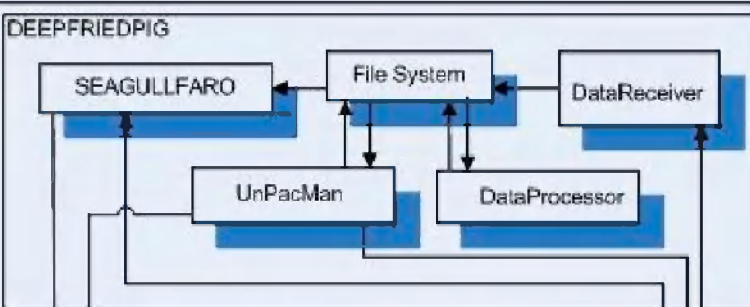 DEEPFRIEDPIG
SEAGULLFARO
File System
DataReceiver
UnPacMan
DataProcessor